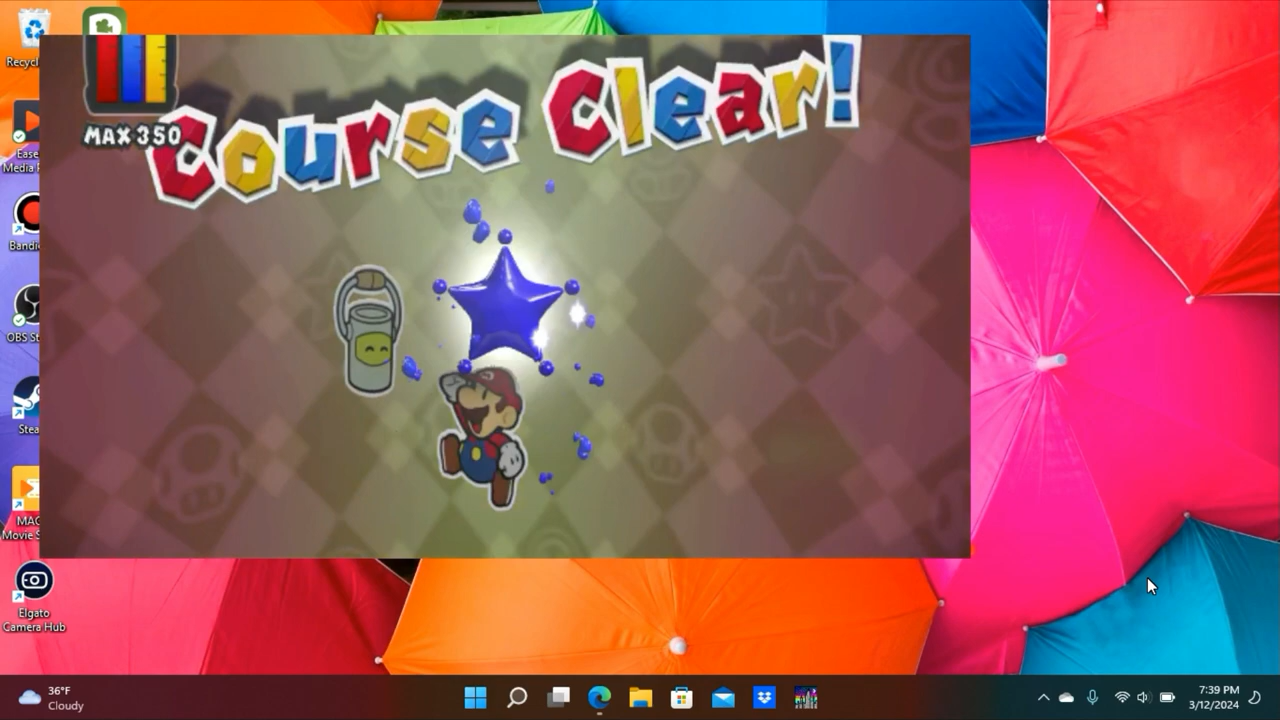 Recycl
Ease
Media P
Bandi
OBS St
Stea
MAG
Movie S
Elgato
Camera Hub
MAX 350
Course Clear!
36°F
Cloudy
7:39 PM
3/12/2024